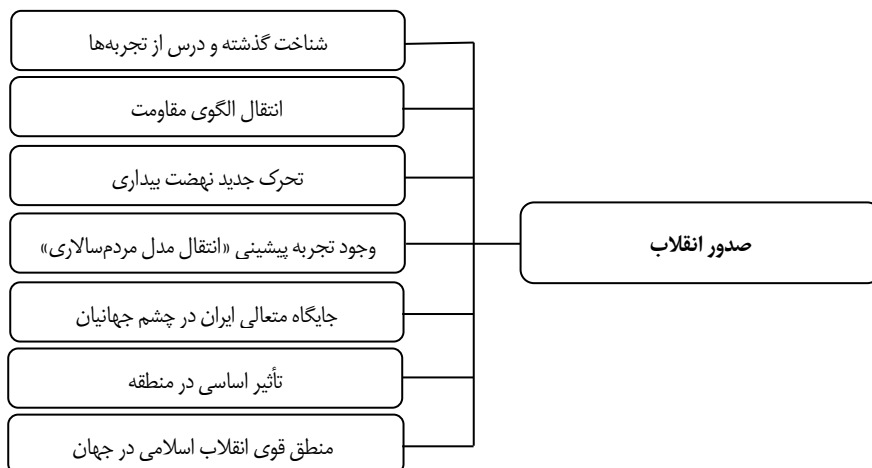 صدور انقلاب
شناخت گذشته و درس از تجربه‌ها
انتقال الگوی مقاومت
تحرک جدید نهضت بیداری
وجود تجربه پیشینی «انتقال مدل مردم‌سالاری»
جایگاه متعالی ایران در چشم جهانیان
تأثیر اساسی در منطقه
منطق قوی انقلاب اسلامی در جهان